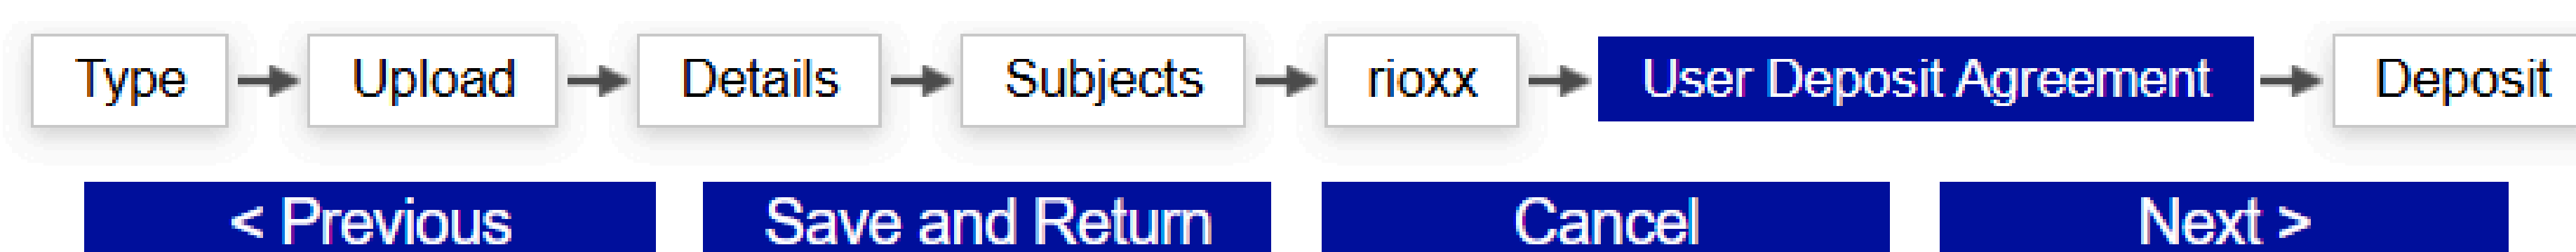 Type Upload Details Subjects rioxx User Deposit Agreement Deposit
< Previous Save and Return Cancel Next >